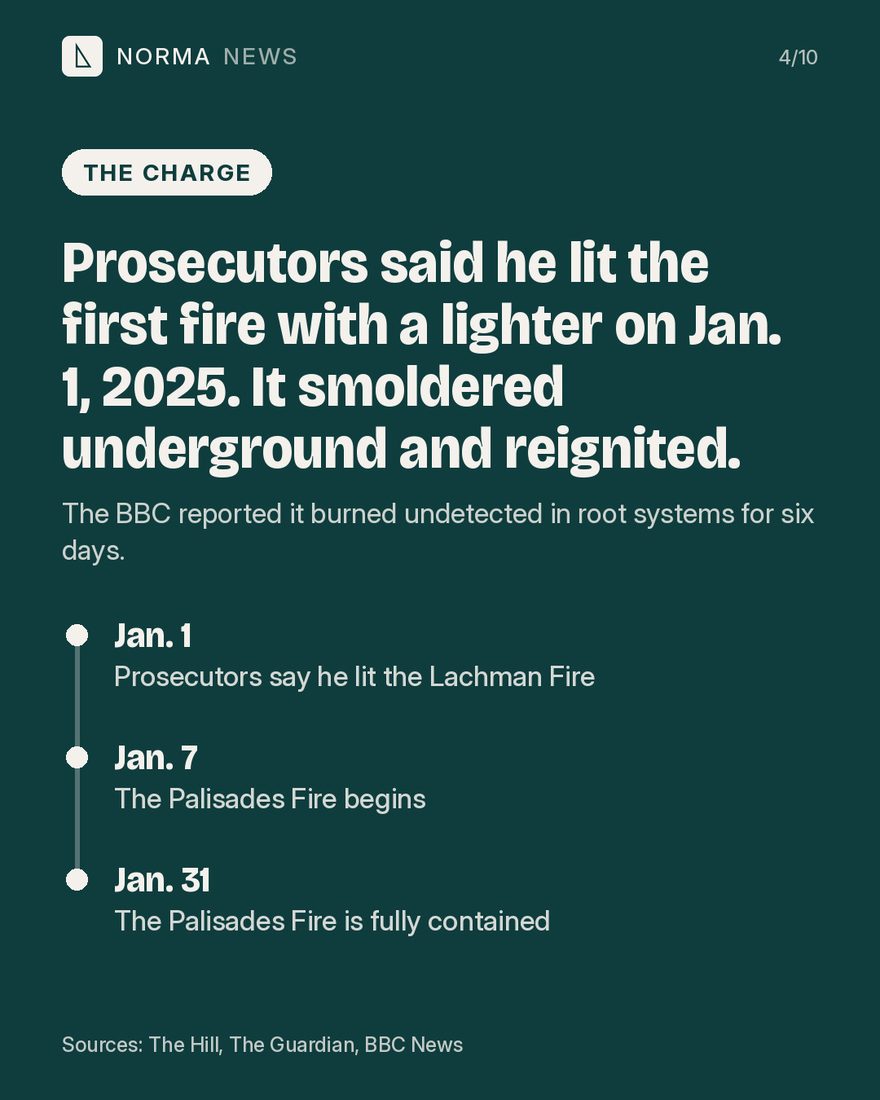 NORMA NEWS
4/10
THE CHARGE
Prosecutors said he lit the
first fire with a lighter on Jan.
1, 2025. It smoldered
underground and reignited.
The BBC reported it burned undetected in root systems for six
days.
Jan. 1
Prosecutors say he lit the Lachman Fire
Jan. 7
The Palisades Fire begins
Jan. 31
The Palisades Fire is fully contained
Sources: The Hill, The Guardian, BBC News